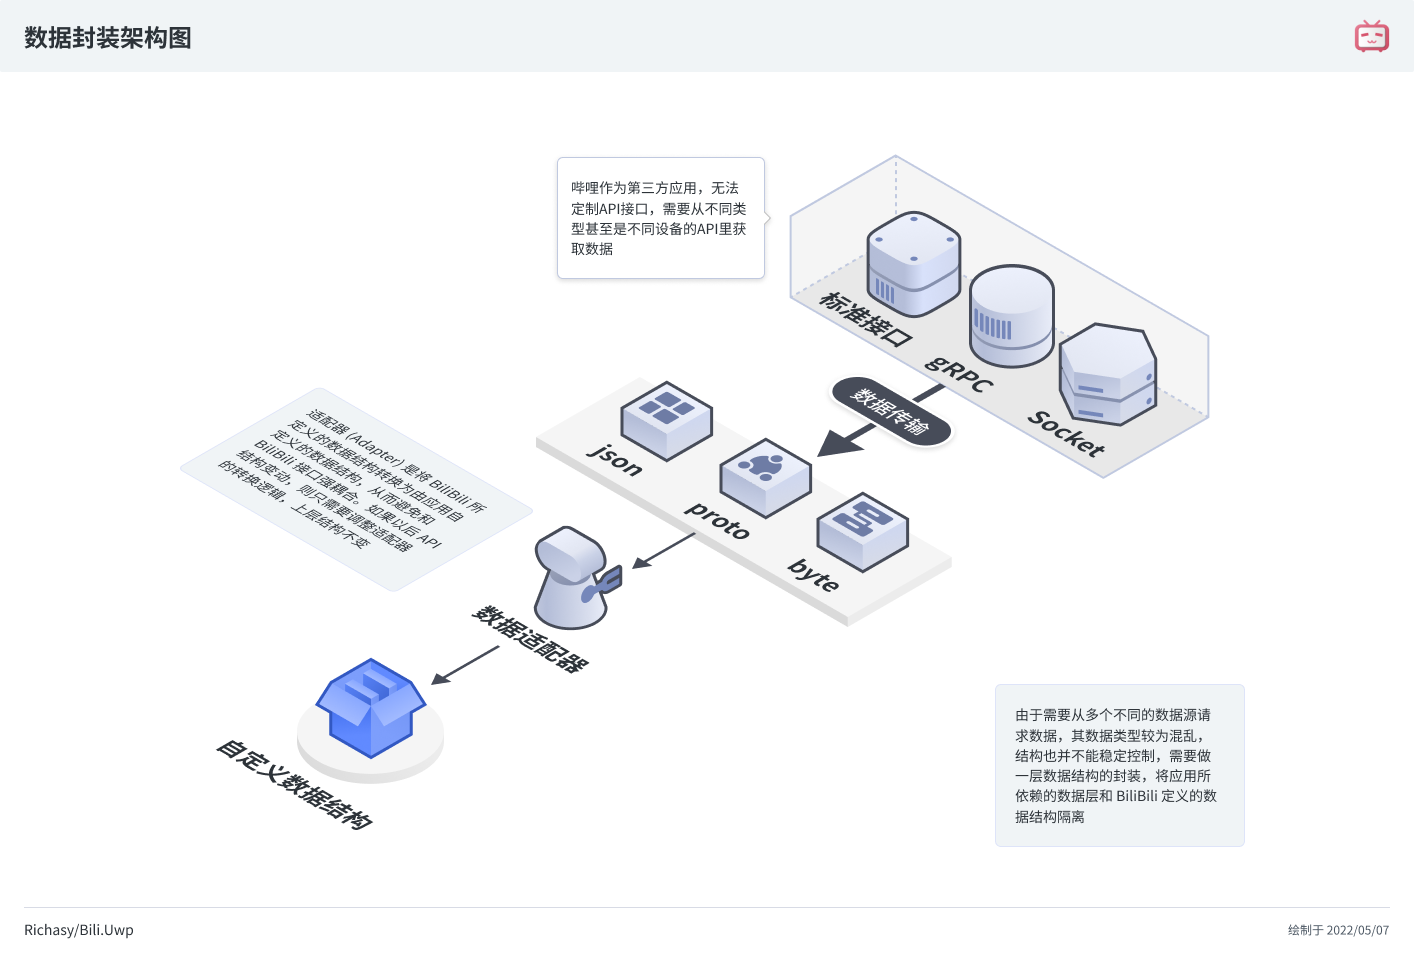 数据封装架构图
哔哩作为第三方应用，无法
定制API接口，需要从不同类
型甚至是不同设备的API里获
取数据
标准接口
gRPC
Socket
数据传输
json
proto
byte
适配器 (Adapter) 是将 BiliBili 所
定义的数据结构转换为由应用自
定义的数据结构，从而避免和
BiliBili 接口强耦合。如果以后 API
结构变动，则只需要调整适配器
的转换逻辑，上层结构不变
数据适配器
自定义数据结构
由于需要从多个不同的数据源请
求数据，其数据类型较为混乱，
结构也并不能稳定控制，需要做
一层数据结构的封装，将应用所
依赖的数据层和 BiliBili 定义的数
据结构隔离
Richasy/Bili.Uwp
绘制于 2022/05/07